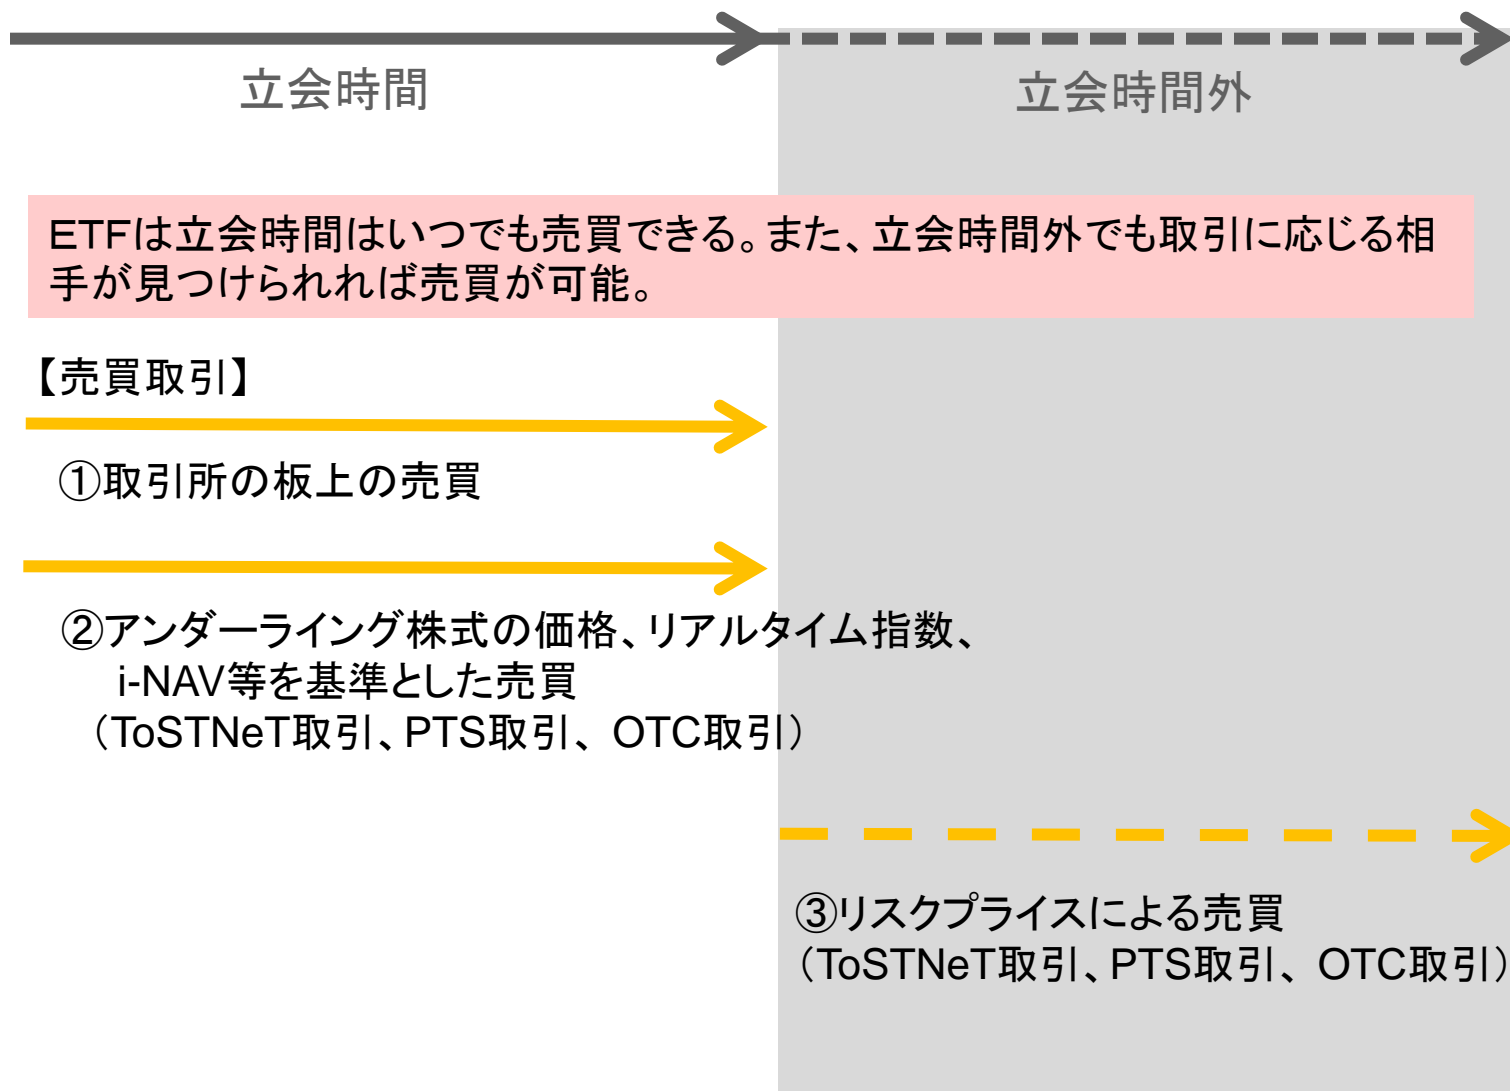 立会時間
立会時間外
ETFは立会時間はいつでも売買できる。また、立会時間外でも取引に応じる相
手が見つけられれば売買が可能。
【売買取引】
①取引所の板上の売買
②アンダーライング株式の価格、リアルタイム指数、
i-NAV等を基準とした売買
（ToSTNeT取引、PTS取引、OTC取引）
③リスクプライスによる売買
（ToSTNeT取引、PTS取引、OTC取引）